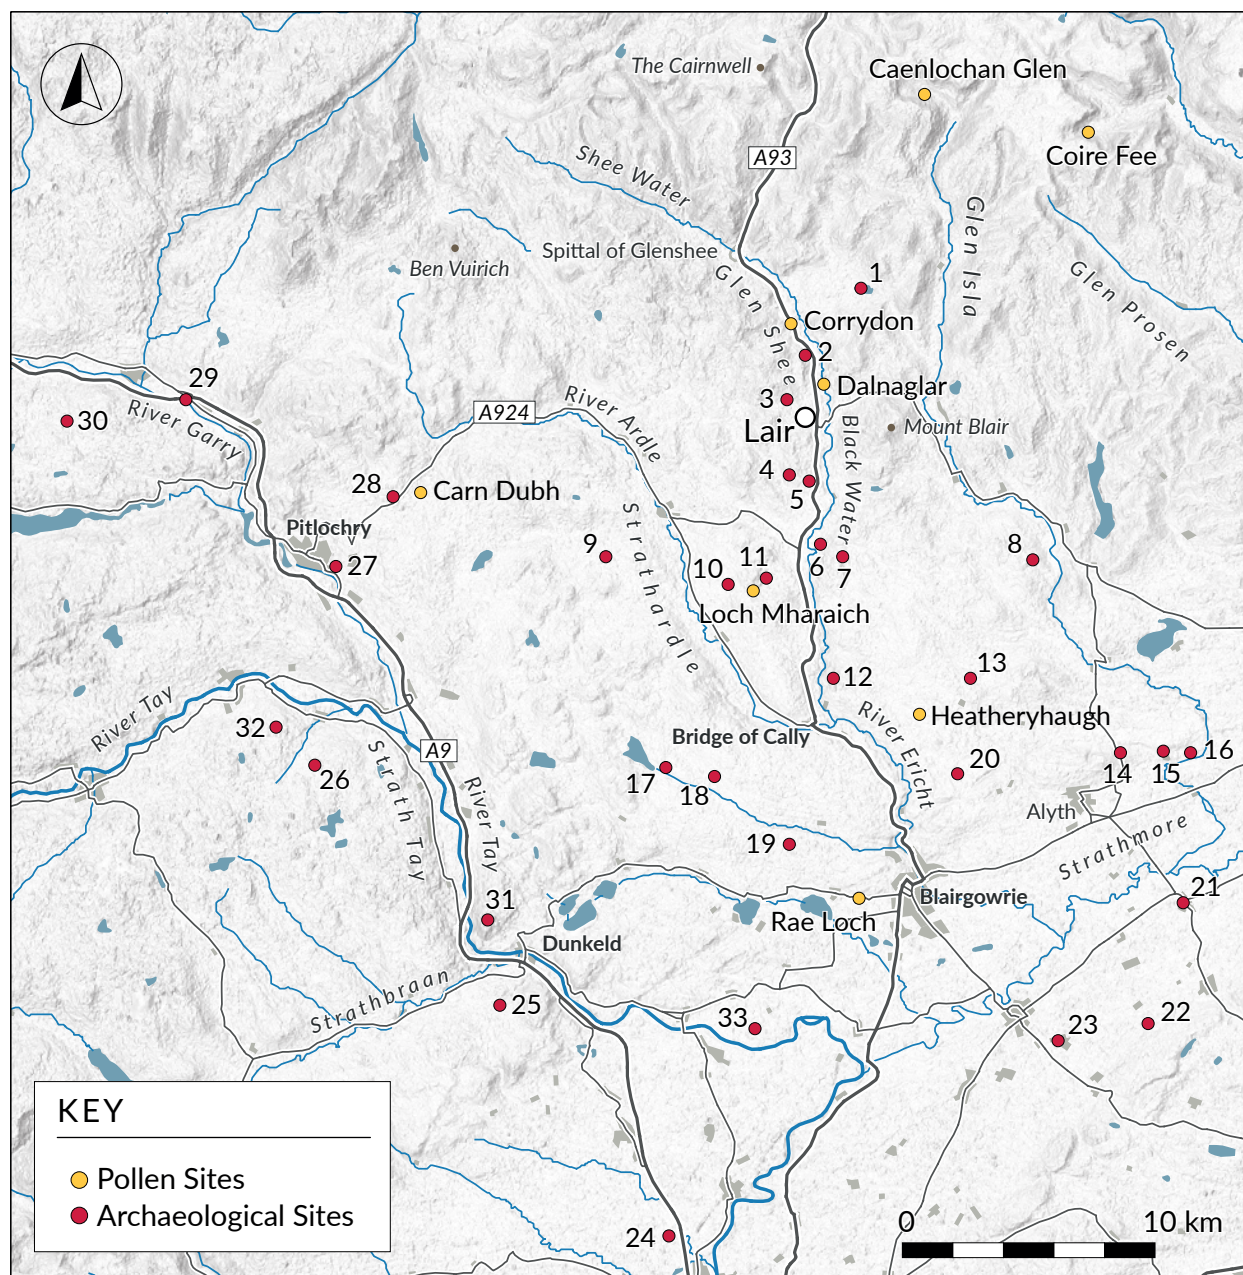 The Cairnwell
Caenlochan Glen
Coire Fee
A93
Shee Water
Glen Isla
Spittal of Glenshee
Ben Vuirich
Glen Shee
Glen Prosen
1
Corrydon
2
29
Dalnaglar
3
River Garry
30
A924
River Ardle
Lair
Black Water
Mount Blair
4
5
28
Carn Dubh
Pitlochry
Strathardle
9
27
10
11
6
7
8
Loch Mharaich
12
13
River Tay
32
River Ericht
Heatheryhaugh
Bridge of Cally
A9
26
Strath Tay
River Tay
17
18
20
14
15
16
Alyth
Strathmore
19
31
Blairgowrie
21
Rae Loch
Dunkeld
Strathbraan
25
33
23
22
KEY
Pollen Sites
Archaeological Sites
24
0
10 km